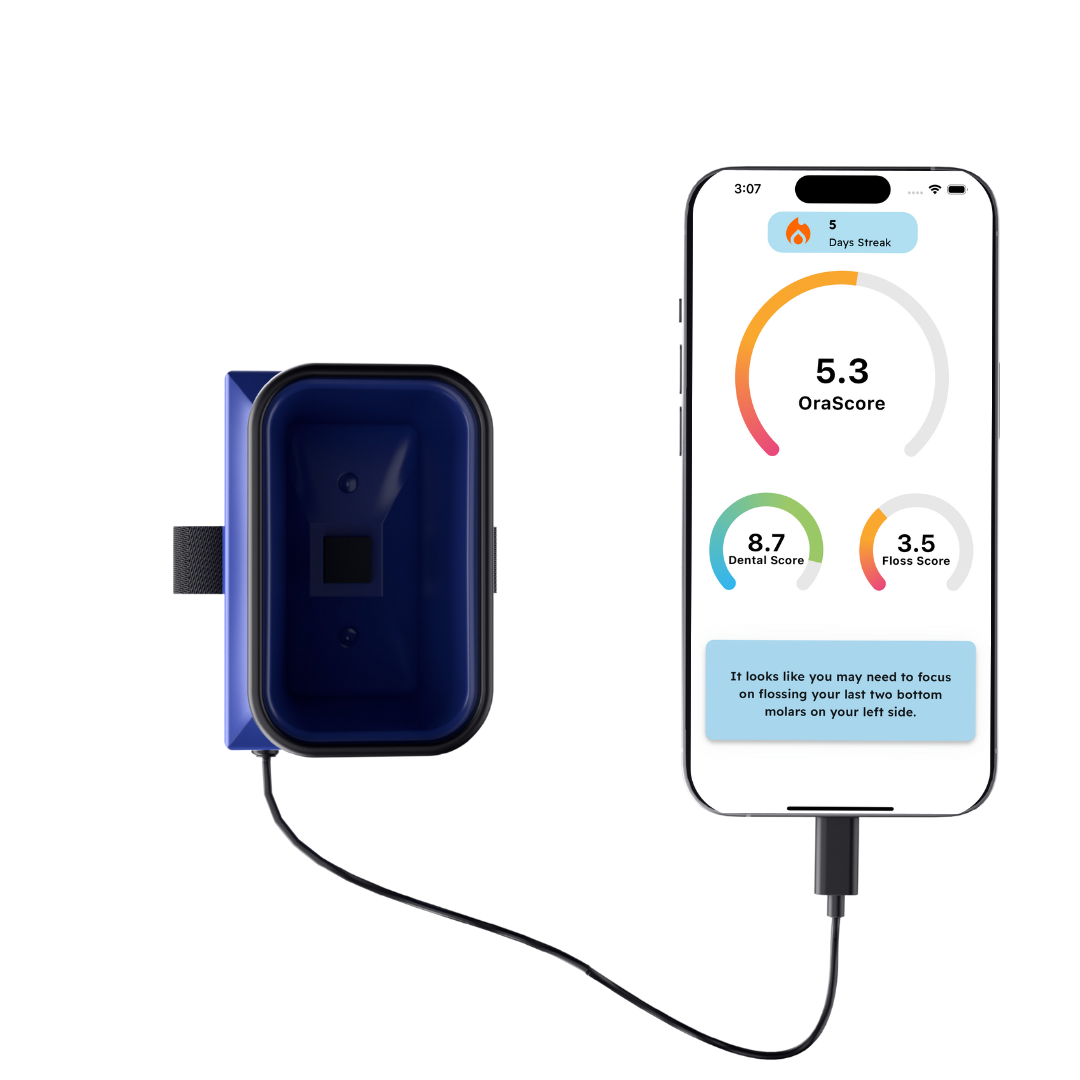 3:07
5
Days Streak
5.3
OraScore
8.7
Dental Score
3.5
Floss Score
It looks like you may need to focus
on flossing your last two bottom
molars on your left side.